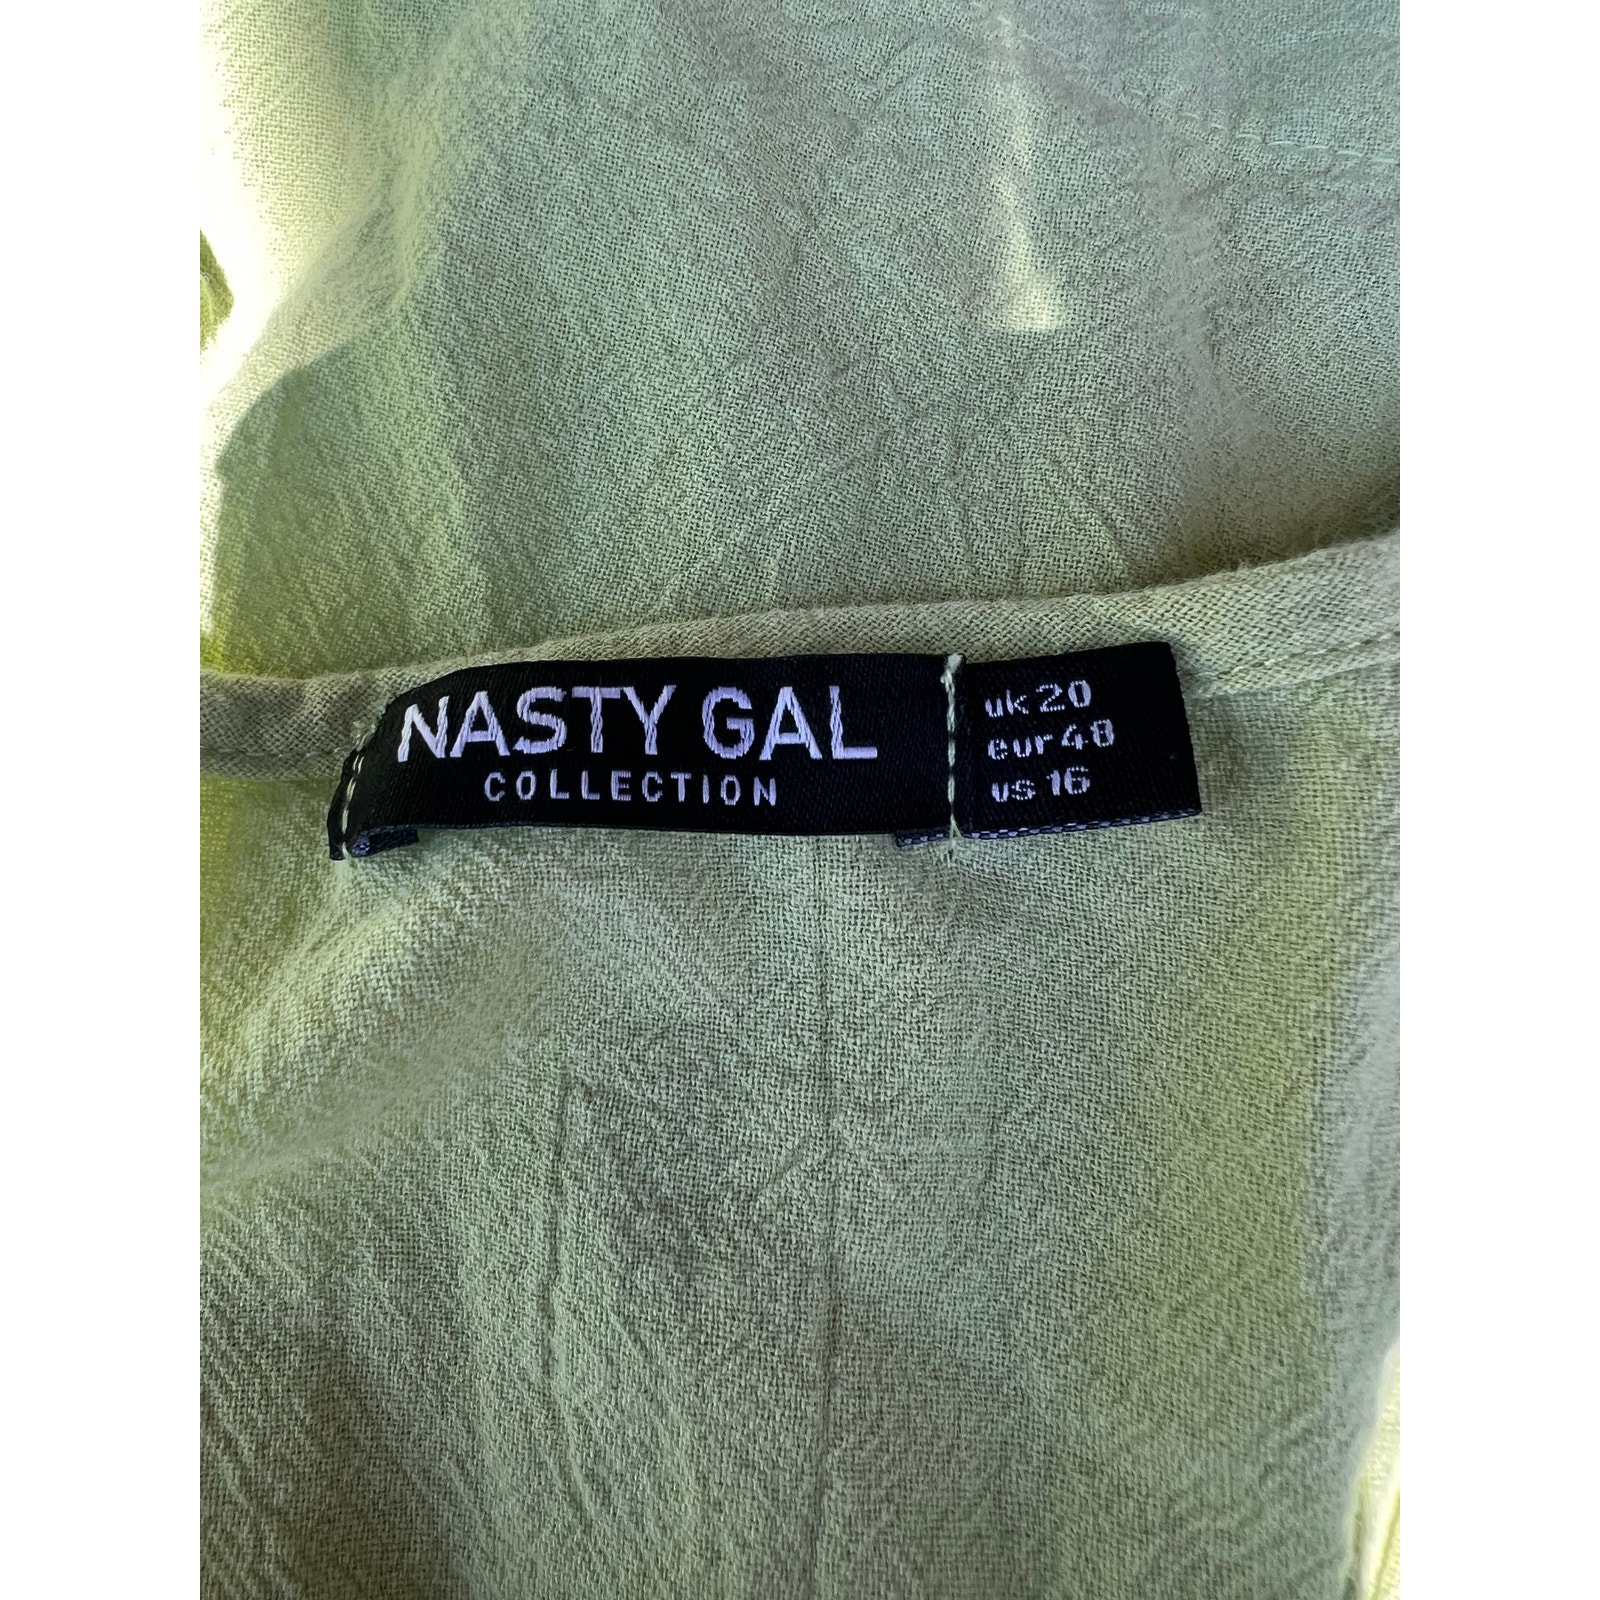 NASTY GAL
COLLECTION
uk 20
eur 48
us 16